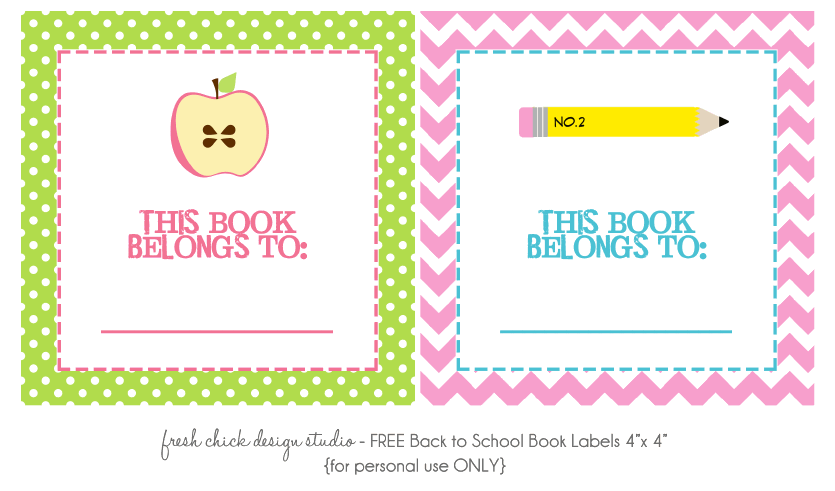 THIS BOOK
BELONGS TO:
NO.2
THIS BOOK
BELONGS TO:
fresh chick design studio - FREE Back to School Book Labels 4"x 4"
{for personal use ONLY}